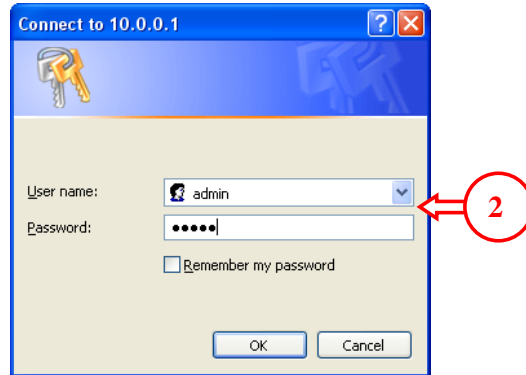 Connect to 10.0.0.1
User name:
admin
2
Password:
•••••
Remember my password
OK
Cancel